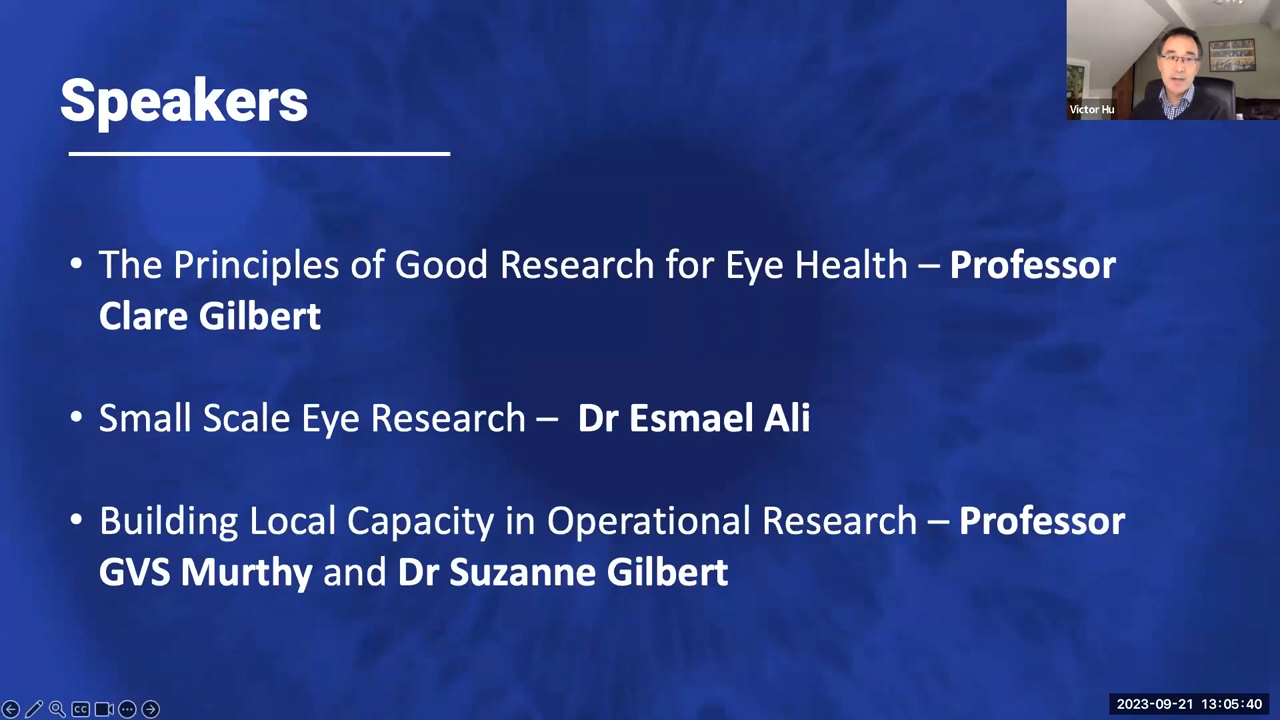 Speakers
Victor Hu
• The Principles of Good Research for Eye Health – Professor
Clare Gilbert
• Small Scale Eye Research – Dr Esmael Ali
• Building Local Capacity in Operational Research – Professor
GVS Murthy and Dr Suzanne Gilbert
CC
2023-09-21 13:05:40